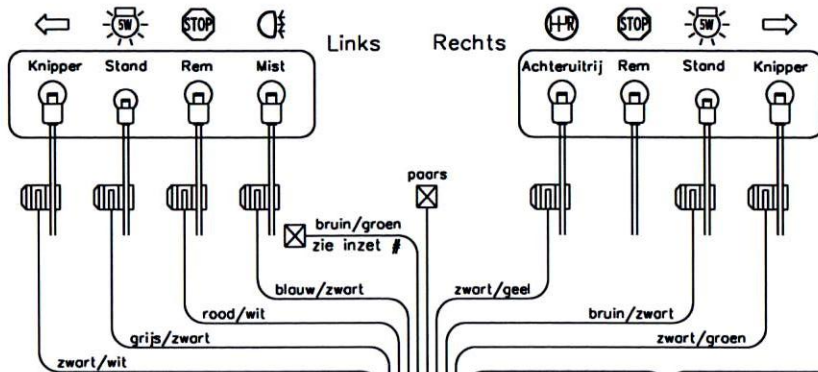 5W STOP
Links Rechts
H R STOP 5W
Knipper Stand Rem Mist
Achteruitrij Rem Stand Knipper
paars
bruin/groen
zie inzet #
blauw/zwart
zwart/geel
rood/wit
bruin/zwart
grijs/zwart
zwart/groen
zwart/wit